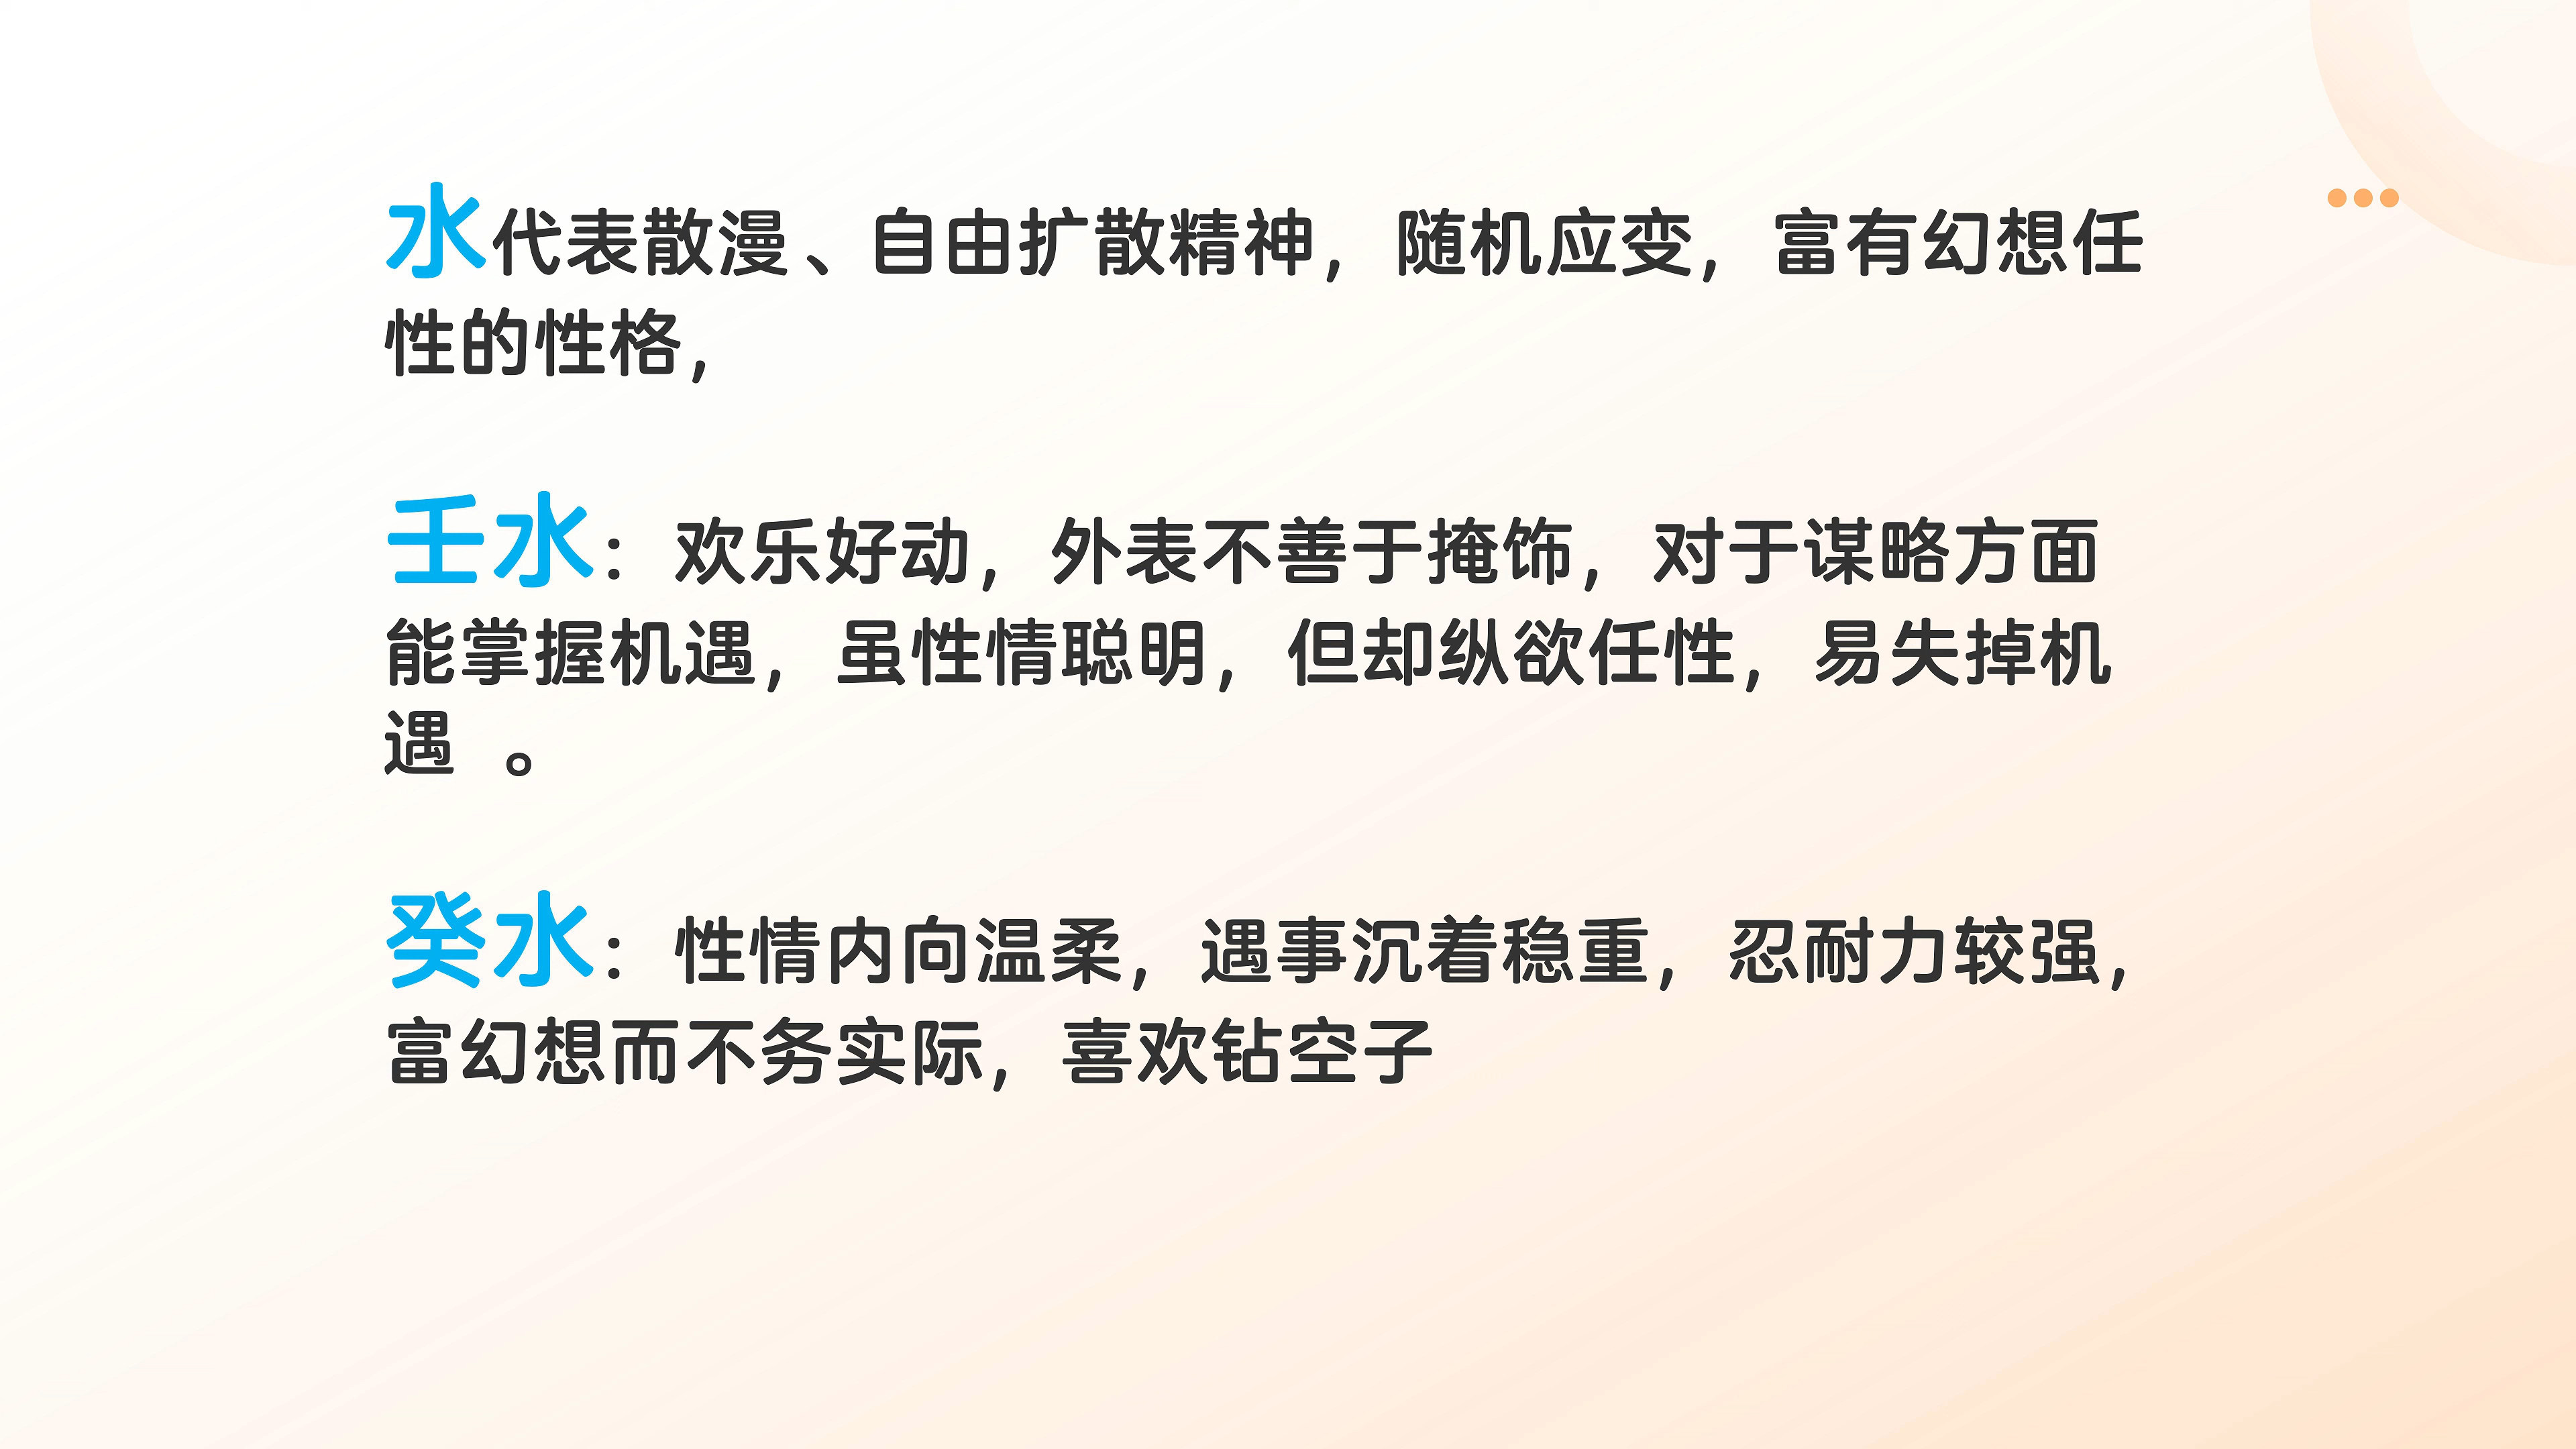 水代表散漫、自由扩散精神，随机应变，富有幻想任
性的性格，
壬水：欢乐好动，外表不善于掩饰，对于谋略方面
能掌握机遇，虽性情聪明，但却纵欲任性，易失掉机
遇 。
癸水：性情内向温柔，遇事沉着稳重，忍耐力较强，
富幻想而不务实际，喜欢钻空子